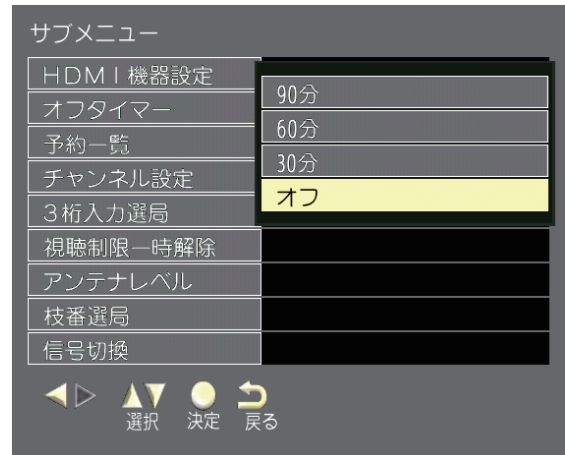 サブメニュー
HDMI機器設定
オフタイマー
予約一覧
チャンネル設定
3桁入力選局
視聴制限一時解除
アンテナレベル
枝番選局
信号切換
90分
60分
30分
オフ
選択 決定 戻る